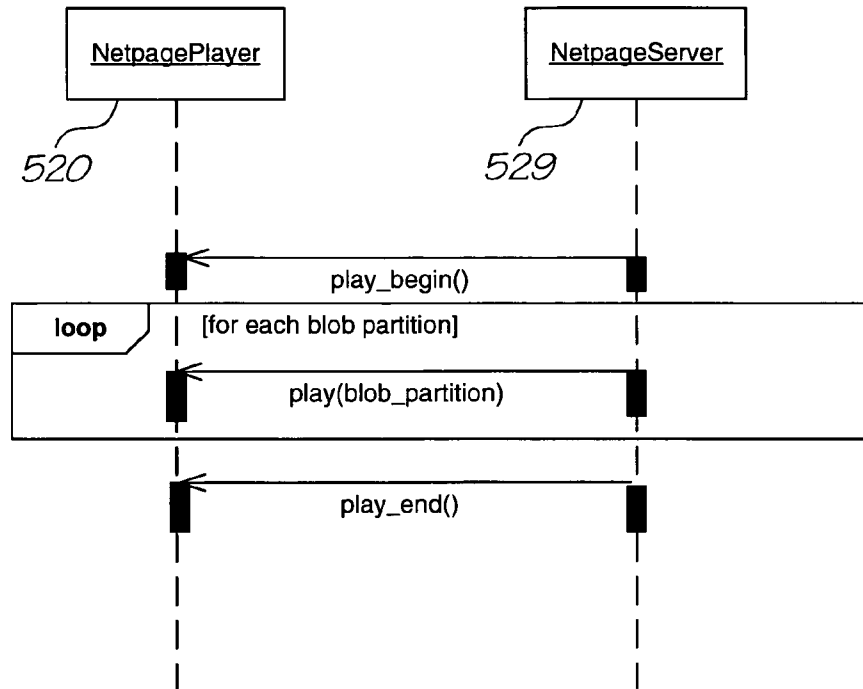 NetpagePlayer
NetpageServer
520
529
play_begin()
loop
[for each blob partition]
play(blob_partition)
play_end()